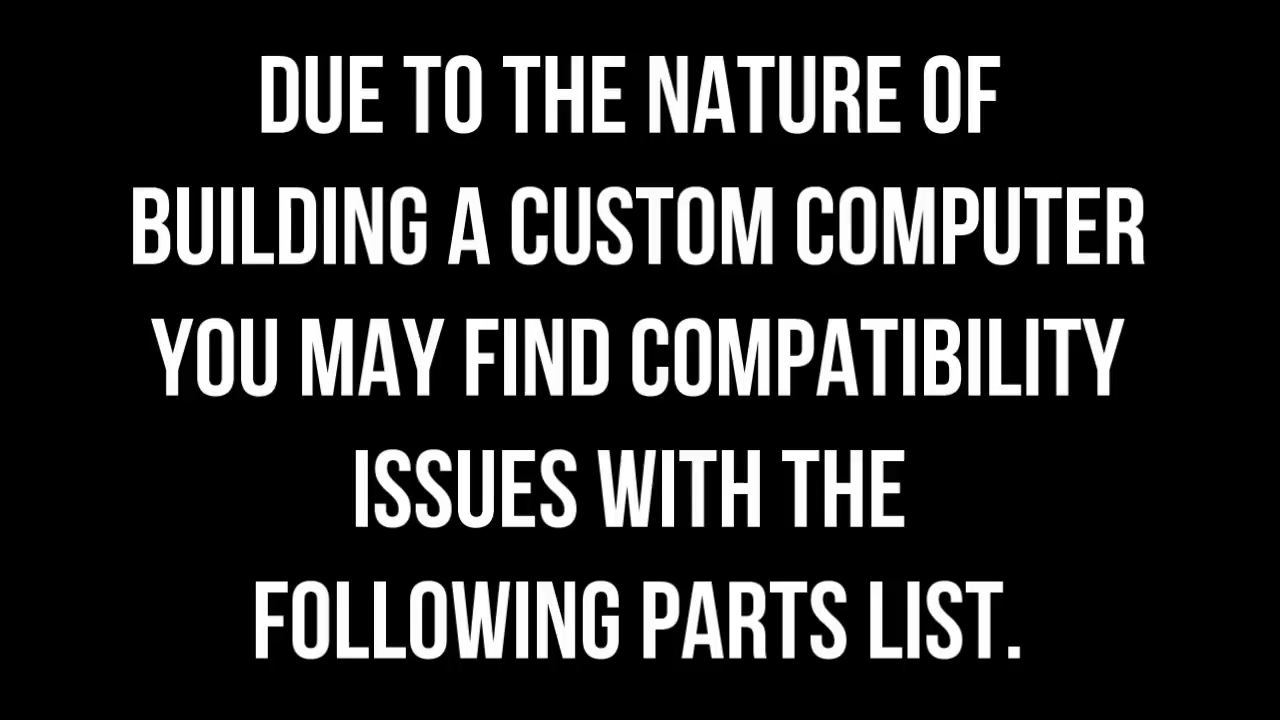 DUE TO THE NATURE OF
BUILDING A CUSTOM COMPUTER
YOU MAY FIND COMPATIBILITY
ISSUES WITH THE
FOLLOWING PARTS LIST.